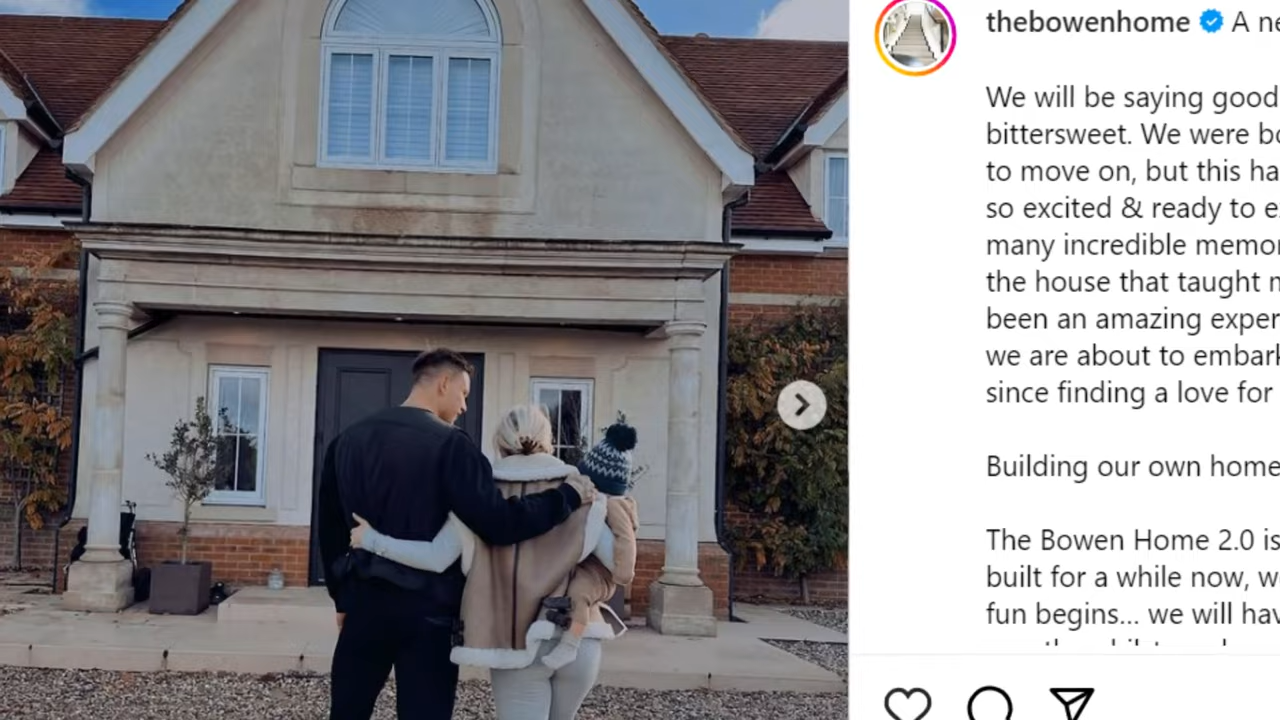 thebowenhome A ne
We will be saying good
bittersweet. We were bo
to move on, but this ha
so excited & ready to e
many incredible memor
the house that taught m
been an amazing exper
we are about to embark
since finding a love for
Building our own home
The Bowen Home 2.0 is
built for a while now, w
fun begins... we will hav